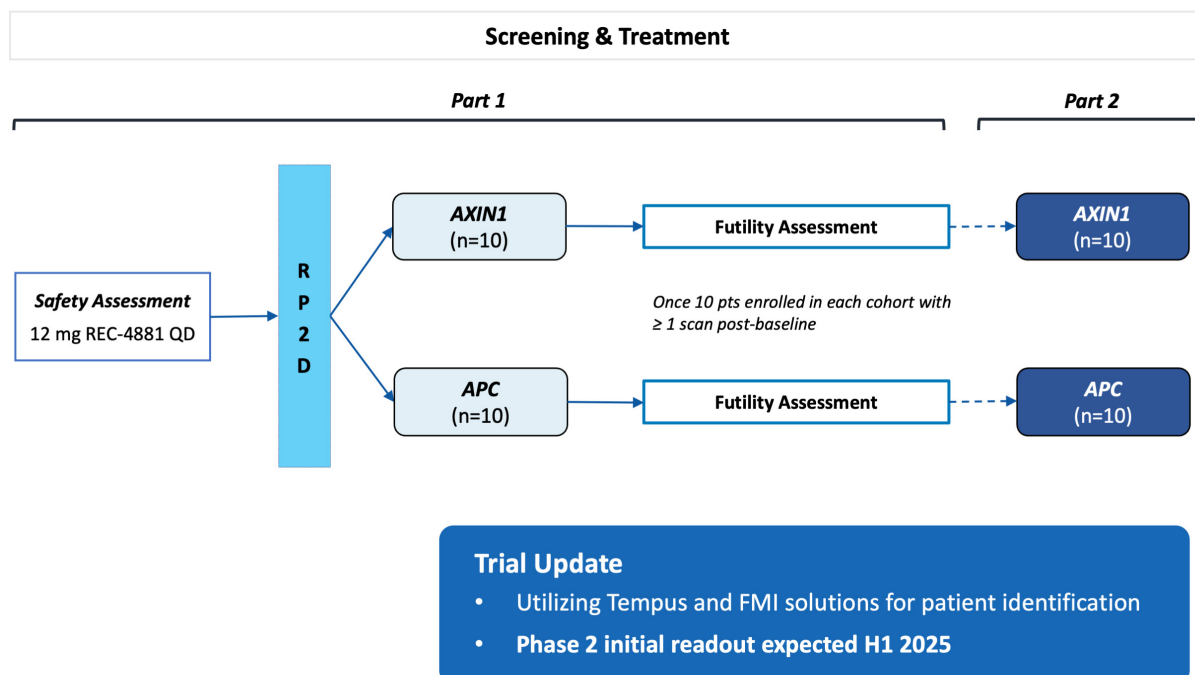 Screening & Treatment
Part 1
Part 2
Safety Assessment
12 mg REC-4881 QD
R
P
2
D
AXIN1
(n=10)
Futility Assessment
AXIN1
(n=10)
Once 10 pts enrolled in each cohort with
≥ 1 scan post-baseline
APC
(n=10)
Futility Assessment
APC
(n=10)
Trial Update
• Utilizing Tempus and FMI solutions for patient identification
• Phase 2 initial readout expected H1 2025